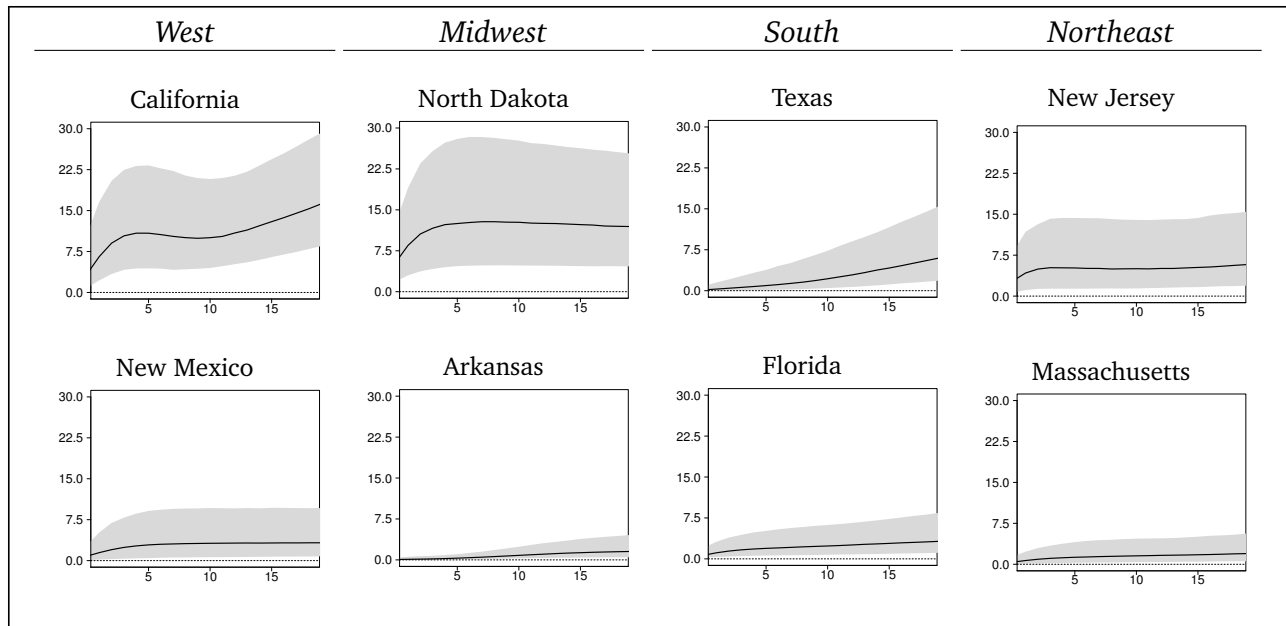 West Midwest South Northeast
California North Dakota Texas New Jersey
30.0 30.0 30.0 30.0
22.5 22.5 22.5 22.5
15.0 15.0 15.0 15.0
7.5 7.5 7.5 7.5
0.0 0.0 0.0 0.0
5 10 15 5 10 15 5 10 15 5 10 15
New Mexico Arkansas Florida Massachusetts
30.0 30.0 30.0 30.0
22.5 22.5 22.5 22.5
15.0 15.0 15.0 15.0
7.5 7.5 7.5 7.5
0.0 0.0 0.0 0.0
5 10 15 5 10 15 5 10 15 5 10 15